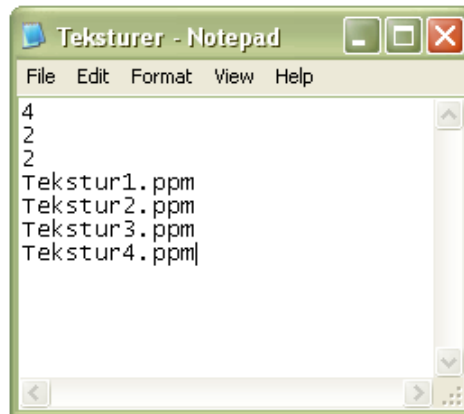 Teksturer - Notepad
File Edit Format View Help
4
2
2
Tekstur1.ppm
Tekstur2.ppm
Tekstur3.ppm
Tekstur4.ppm